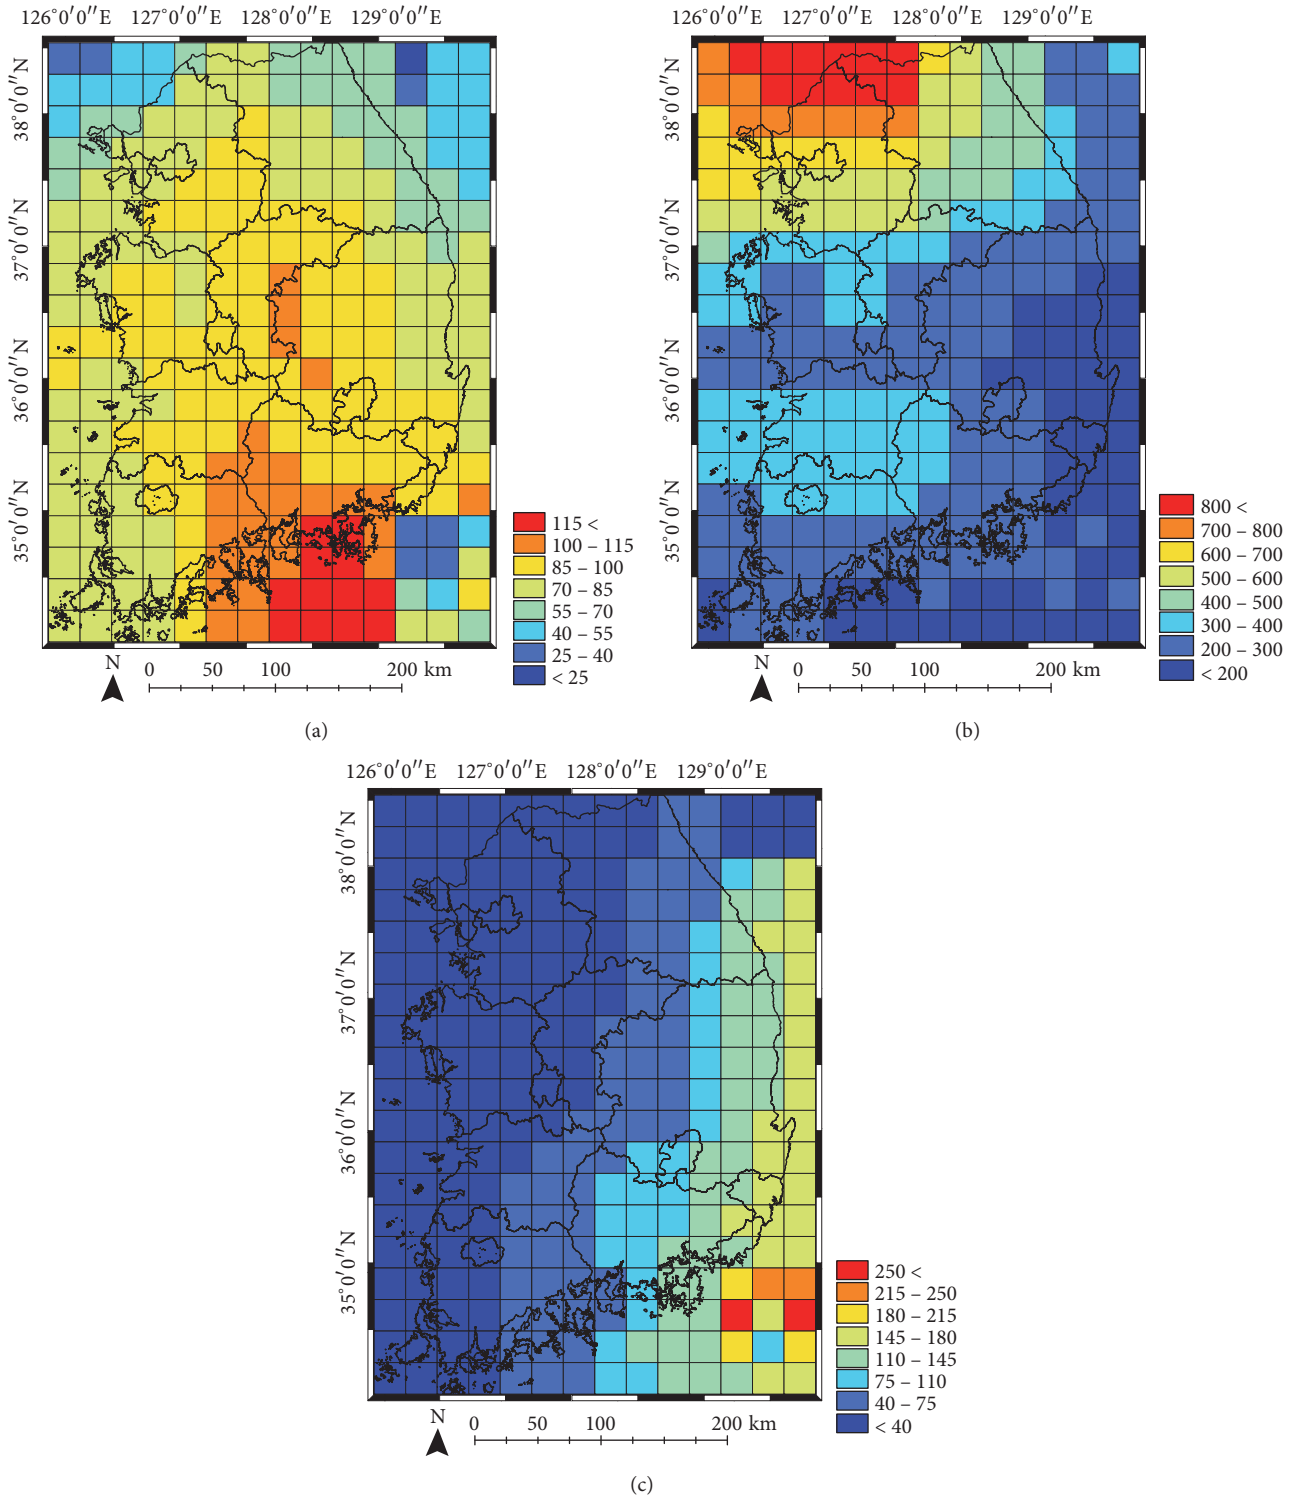 126°0′0″E 127°0′0″E 128°0′0″E 129°0′0″E
38°0′0″N
37°0′0″N
36°0′0″N
35°0′0″N
115 <
100 – 115
85 – 100
70 – 85
55 – 70
40 – 55
25 – 40
< 25
N 0 50 100 200 km
(a)
126°0′0″E 127°0′0″E 128°0′0″E 129°0′0″E
38°0′0″N
37°0′0″N
36°0′0″N
35°0′0″N
800 <
700 – 800
600 – 700
500 – 600
400 – 500
300 – 400
200 – 300
< 200
N 0 50 100 200 km
(b)
126°0′0″E 127°0′0″E 128°0′0″E 129°0′0″E
38°0′0″N
37°0′0″N
36°0′0″N
35°0′0″N
250 <
215 – 250
180 – 215
145 – 180
110 – 145
75 – 110
40 – 75
< 40
N 0 50 100 200 km
(c)